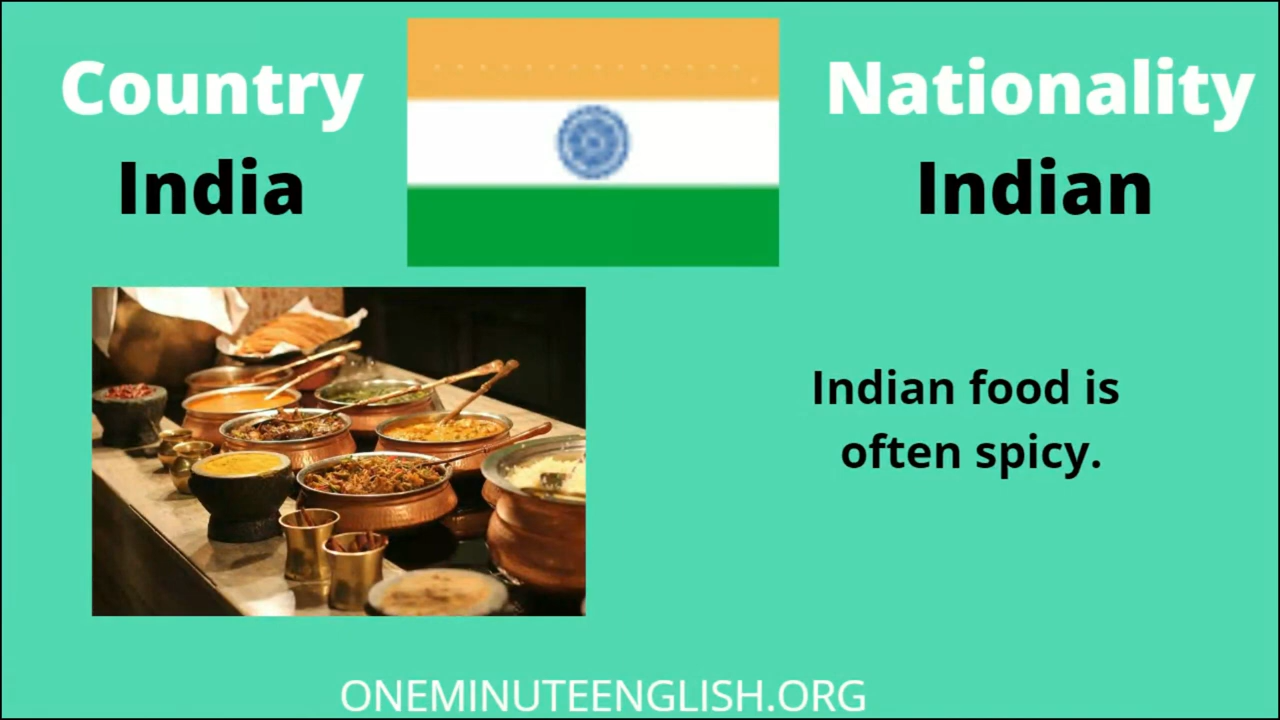 Country
India
Nationality
Indian
Indian food is
often spicy.
ONEMINUTEENGLISH.ORG